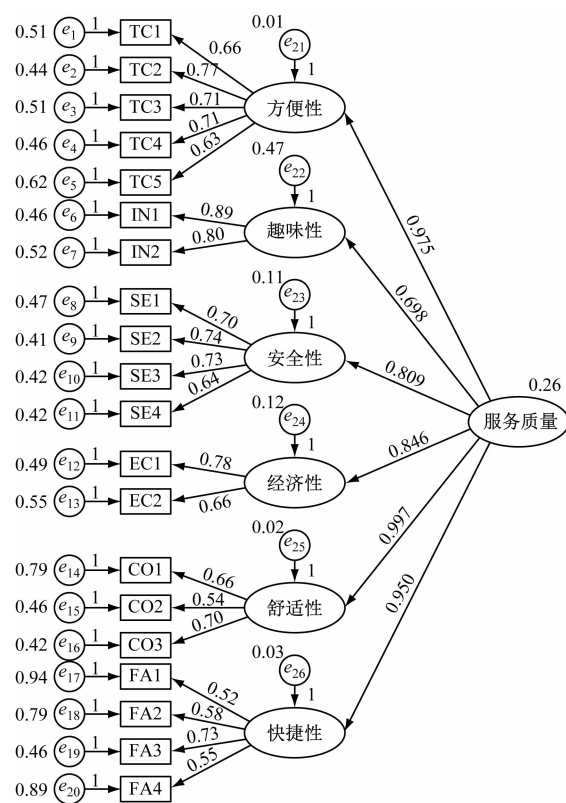 0.51 e1 1 TC1 0.66 0.01 e21 1
0.44 e2 1 TC2 0.77
0.51 e3 1 TC3 0.71 方便性
0.46 e4 1 TC4 0.71
0.62 e5 1 TC5 0.63
0.975
0.46 e6 1 IN1 0.89 0.47 e22 1
0.52 e7 1 IN2 0.80 趣味性
0.698
0.47 e8 1 SE1 0.70 0.11 e23 1
0.41 e9 1 SE2 0.74 安全性
0.42 e10 1 SE3 0.73
0.42 e11 1 SE4 0.64
0.809
服务质量 0.26
0.49 e12 1 EC1 0.78 0.12 e24 1
0.55 e13 1 EC2 0.66 经济性
0.846
0.79 e14 1 CO1 0.66 0.02 e25 1
0.46 e15 1 CO2 0.54 舒适性
0.42 e16 1 CO3 0.70
0.997
0.94 e17 1 FA1 0.52 0.03 e26 1
0.79 e18 1 FA2 0.58 快捷性
0.46 e19 1 FA3 0.73
0.89 e20 1 FA4 0.55
0.950